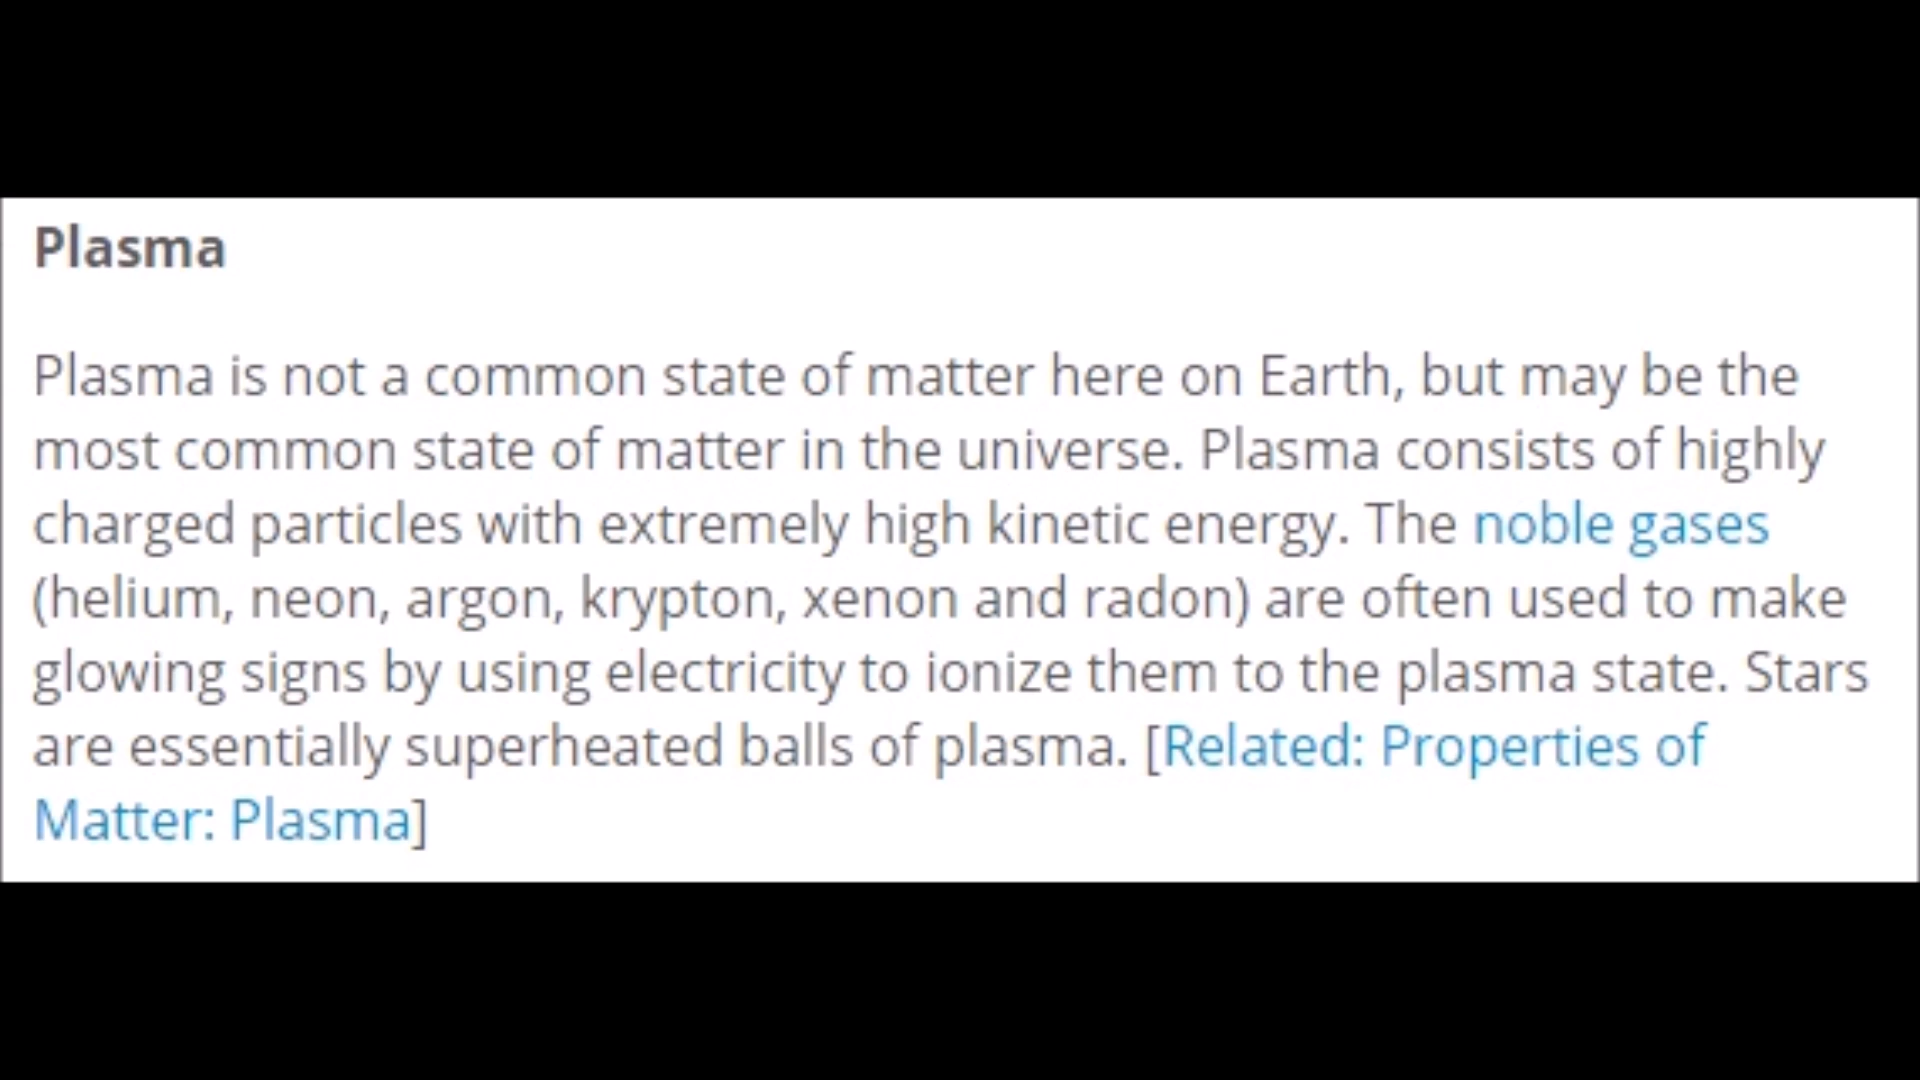 Plasma
Plasma is not a common state of matter here on Earth, but may be the
most common state of matter in the universe. Plasma consists of highly
charged particles with extremely high kinetic energy. The noble gases
(helium, neon, argon, krypton, xenon and radon) are often used to make
glowing signs by using electricity to ionize them to the plasma state. Stars
are essentially superheated balls of plasma. [Related: Properties of
Matter: Plasma]